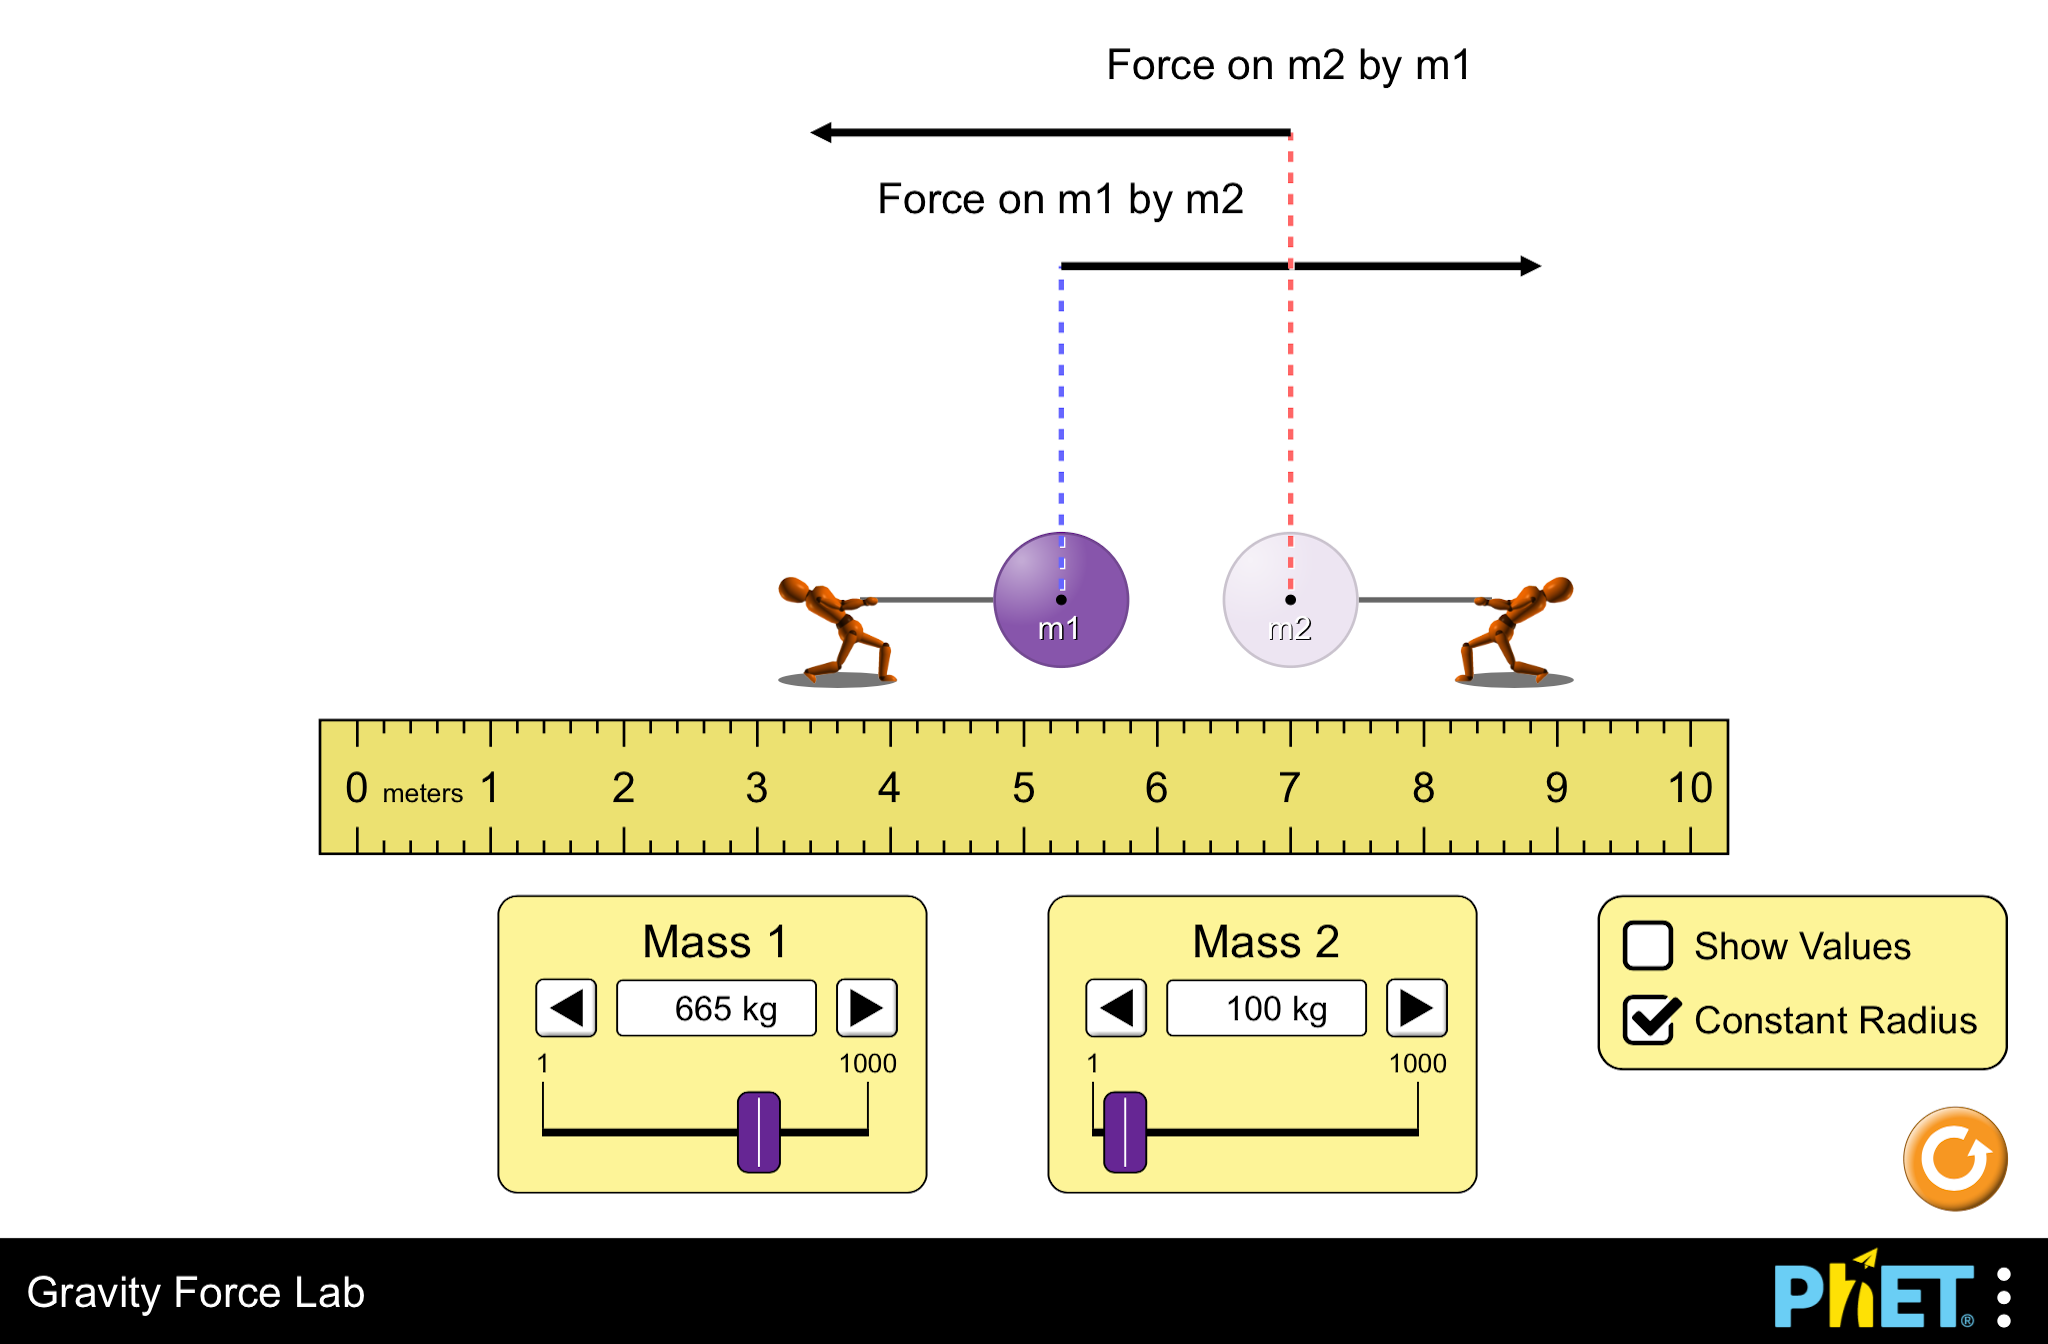 Force on m2 by m1
Force on m1 by m2
m1
m2
0 meters 1 2 3 4 5 6 7 8 9 10
Mass 1
665 kg
1 1000
Mass 2
100 kg
1 1000
Show Values
Constant Radius
Gravity Force Lab
PhET®